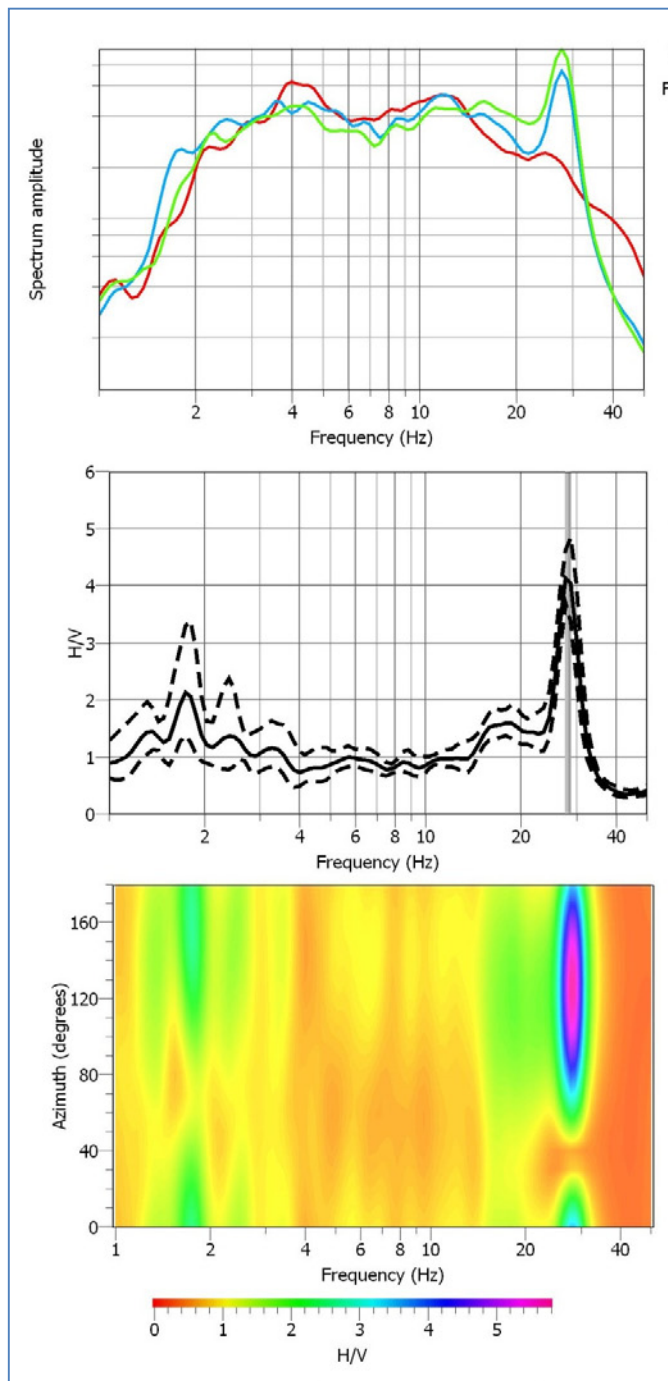 F
Spectrum amplitude
2 4 6 8 10 20 40
Frequency (Hz)
6
5
4
3
2
1
0
H/V
2 4 6 8 10 20 40
Frequency (Hz)
160
120
80
40
0
Azimuth (degrees)
1 2 4 6 8 10 20 40
Frequency (Hz)
0 1 2 3 4 5
H/V